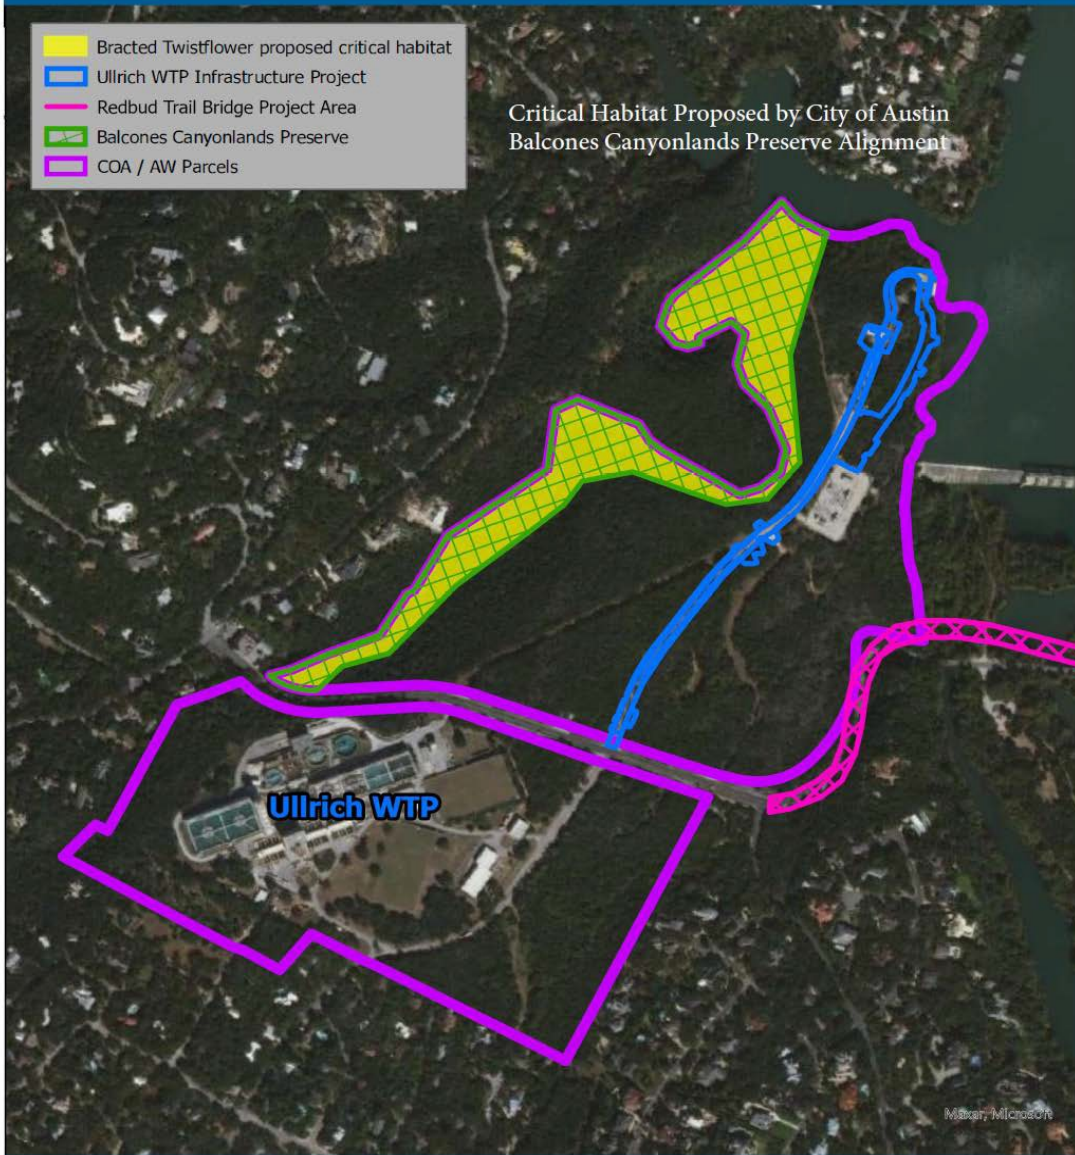 Bracted Twistflower proposed critical habitat
Ullrich WTP Infrastructure Project
Redbud Trail Bridge Project Area
Balcones Canyonlands Preserve
COA / AW Parcels
Critical Habitat Proposed by City of Austin
Balcones Canyonlands Preserve Alignment
Ullrich WTP
Maxar, Microsoft